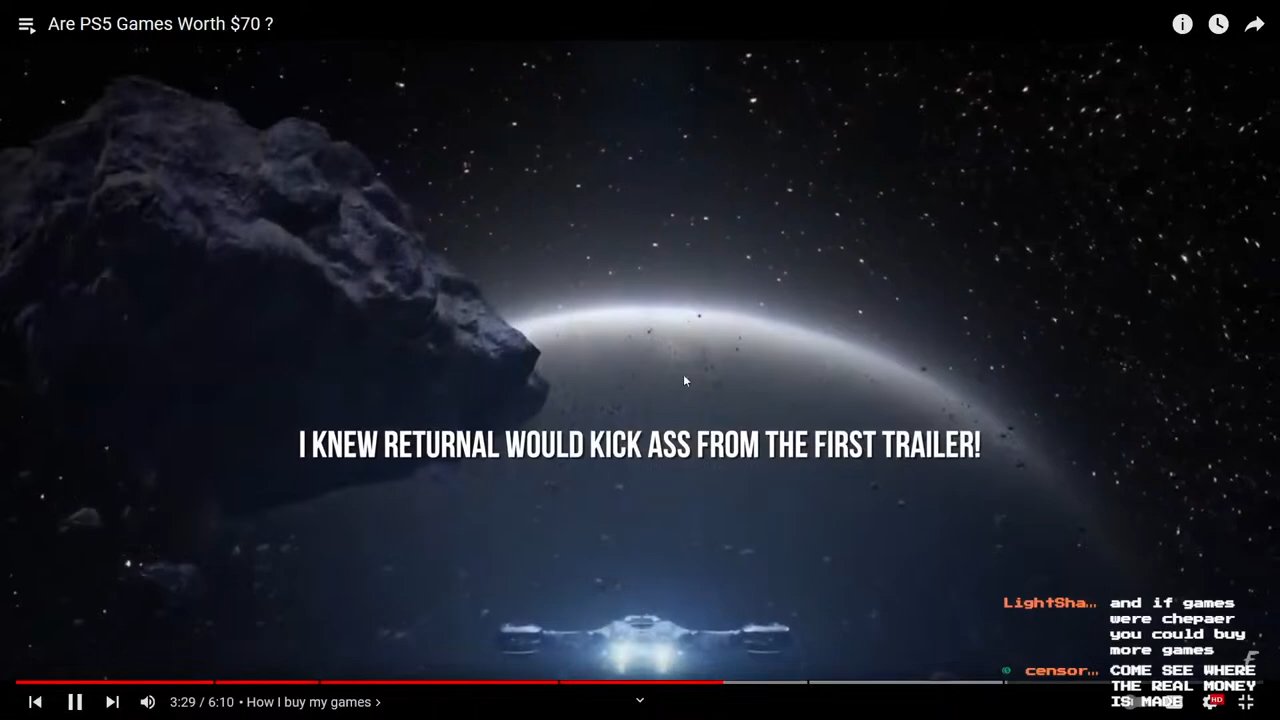 Are PS5 Games Worth $70 ?
I KNEW RETURNAL WOULD KICK ASS FROM THE FIRST TRAILER!
LightSha... and if games
were chepaer
you could buy
more games
censor... COME SEE WHERE
THE REAL MONEY
IS MADE
3:29 / 6:10 • How I buy my games >
HD